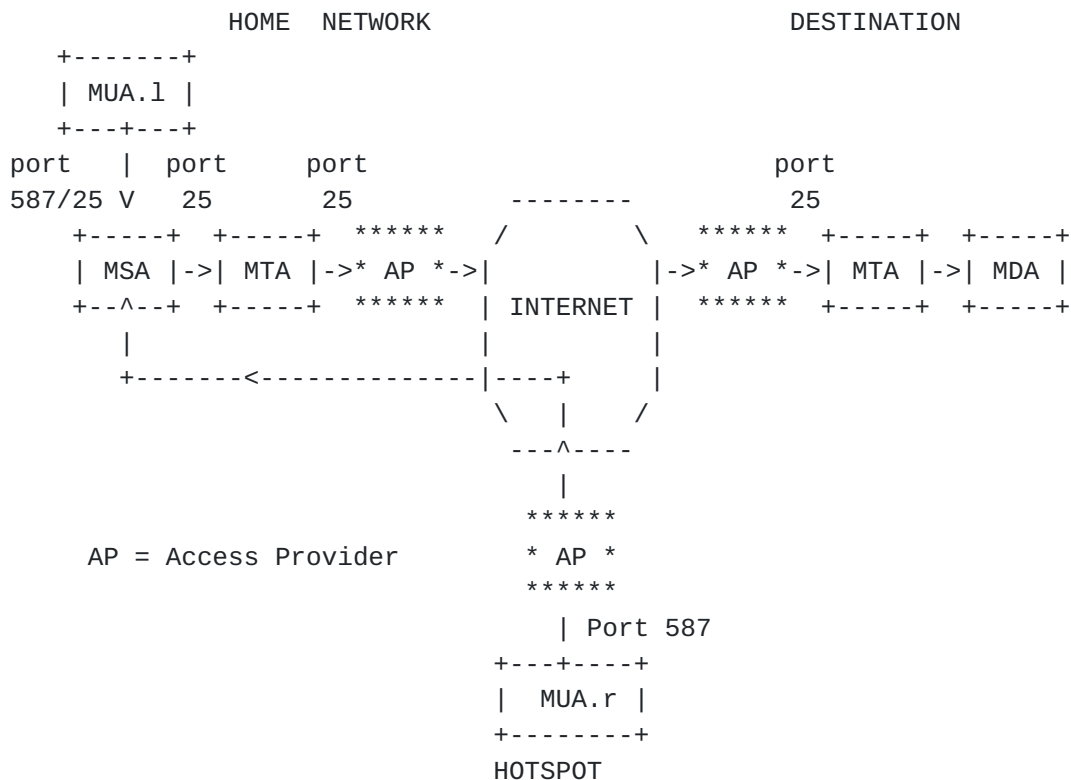 HOME NETWORK DESTINATION
+-------+
| MUA.l |
+---+---+
port | port port port
587/25 V 25 25 -------- 25
+-----+ +-----+ ****** / \ ****** +-----+ +-----+
| MSA |->| MTA |->* AP *->| |->* AP *->| MTA |->| MDA |
+--^--+ +-----+ ****** | INTERNET | ****** +-----+ +-----+
| | |
+-------<--------------|----+ |
\ | /
---^----
|
******
AP = Access Provider * AP *
******
| Port 587
+---+----+
| MUA.r |
+--------+
HOTSPOT